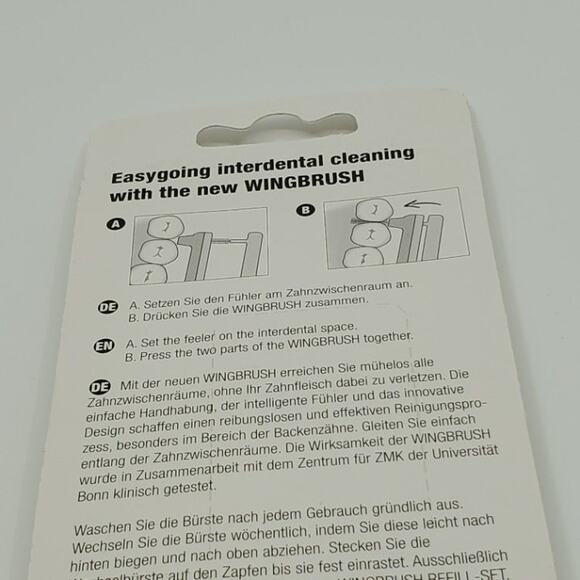 Easygoing interdental cleaning
with the new WINGBRUSH
A
B
DE A. Setzen Sie den Fühler am Zahnzwischenraum an.
B. Drücken Sie die WINGBRUSH zusammen.
EN A. Set the feeler on the interdental space.
B. Press the two parts of the WINGBRUSH together.
DE Mit der neuen WINGBRUSH erreichen Sie mühelos alle
Zahnzwischenräume, ohne Ihr Zahnfleisch dabei zu verletzen. Die
einfache Handhabung, der intelligente Fühler und das innovative
Design schaffen einen reibungslosen und effektiven Reinigungspro-
zess, besonders im Bereich der Backenzähne. Gleiten Sie einfach
entlang der Zahnzwischenräume. Die Wirksamkeit der WINGBRUSH
wurde in Zusammenarbeit mit dem Zentrum für ZMK der Universität
Bonn klinisch getestet.
Waschen Sie die Bürste nach jedem Gebrauch gründlich aus.
Wechseln Sie die Bürste wöchentlich, indem Sie diese leicht nach
hinten biegen und nach oben abziehen. Stecken Sie die
Wechselbürste auf den Zapfen bis sie fest einrastet. Ausschließlich
WINGBRUSH REFILL-SET.